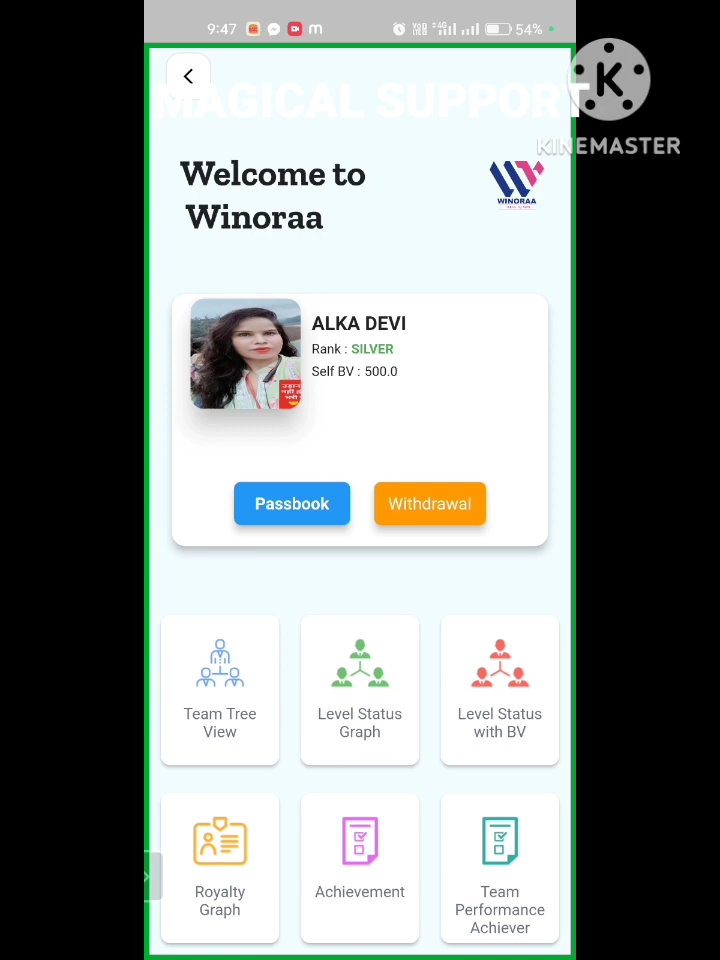 9:47
4G
54%
MAGICAL SUPPORT
K
KINEMASTER
Welcome to
Winoraa
WINORAA
ALKA DEVI
Rank : SILVER
Self BV : 500.0
Passbook
Withdrawal
Team Tree
View
Level Status
Graph
Level Status
with BV
Royalty
Graph
Achievement
Team
Performance
Achiever